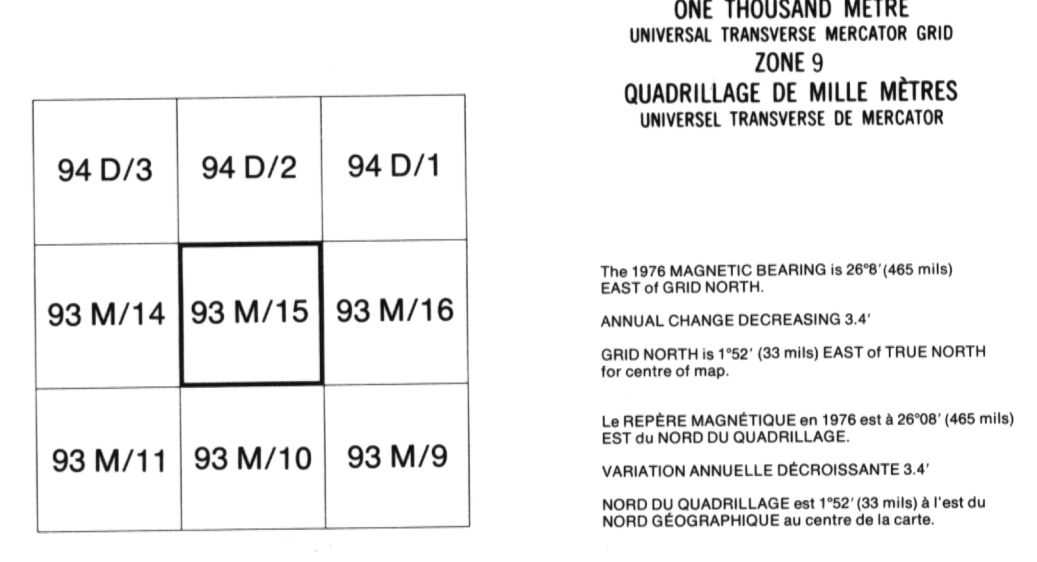 ONE THOUSAND METRE
UNIVERSAL TRANSVERSE MERCATOR GRID
ZONE 9
QUADRILLAGE DE MILLE MÈTRES
UNIVERSEL TRANSVERSE DE MERCATOR
94 D/3 94 D/2 94 D/1
93 M/14 93 M/15 93 M/16
93 M/11 93 M/10 93 M/9
The 1976 MAGNETIC BEARING is 26°8′(465 mils)
EAST of GRID NORTH.
ANNUAL CHANGE DECREASING 3.4′
GRID NORTH is 1°52′ (33 mils) EAST of TRUE NORTH
for centre of map.
Le REPÈRE MAGNÉTIQUE en 1976 est à 26°08′ (465 mils)
EST du NORD DU QUADRILLAGE.
VARIATION ANNUELLE DÉCROISSANTE 3.4′
NORD DU QUADRILLAGE est 1°52′ (33 mils) à l'est du
NORD GÉOGRAPHIQUE au centre de la carte.